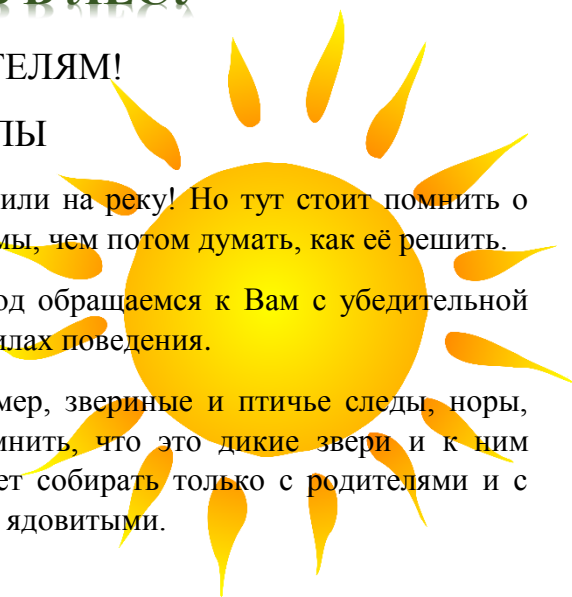 ТЕЛЯМ!
ЛЫ
или на реку! Но тут стоит помнить о
мы, чем потом думать, как её решить.
од обращаемся к Вам с убедительной
илах поведения.
мер, звериные и птичье следы, норы,
мнить, что это дикие звери и к ним
ет собирать только с родителями и с
ядовитыми.